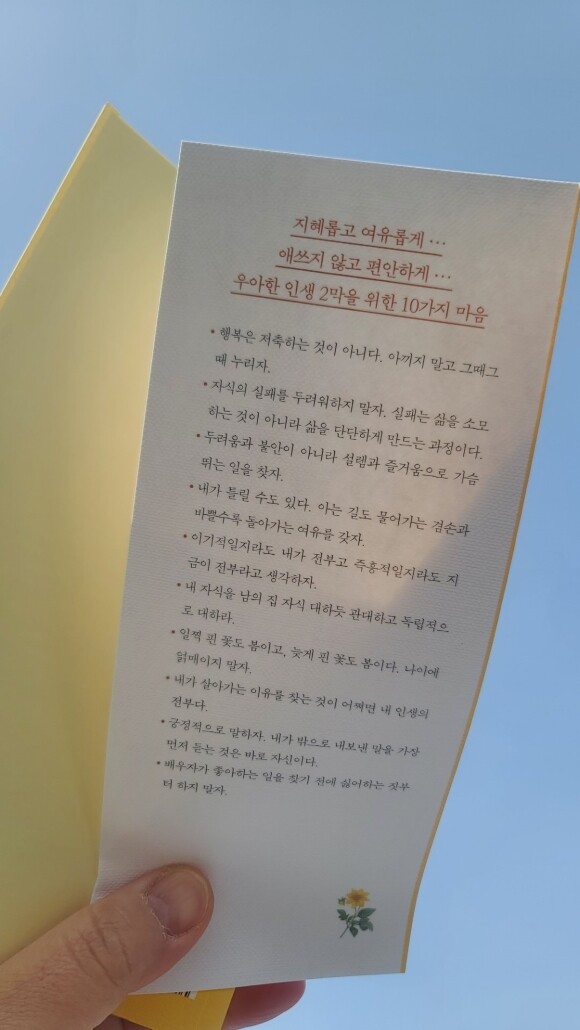 지혜롭고 여유롭게 …
애쓰지 않고 편안하게 …
우아한 인생 2막을 위한 10가지 마음
• 행복은 저축하는 것이 아니다. 아끼지 말고 그때그
때 누리자.
• 자식의 실패를 두려워하지 말자. 실패는 삶을 소모
하는 것이 아니라 삶을 단단하게 만드는 과정이다.
• 두려움과 불안이 아니라 설렘과 즐거움으로 가슴
뛰는 일을 찾자.
• 내가 틀릴 수도 있다. 아는 길도 물어가는 겸손과
바쁠수록 돌아가는 여유를 갖자.
• 이기적일지라도 내가 전부고 즉흥적일지라도 지
금이 전부라고 생각하자.
• 내 자식을 남의 집 자식 대하듯 관대하고 독립적으
로 대하라.
• 일찍 핀 꽃도 봄이고, 늦게 핀 꽃도 봄이다. 나이에
얽매이지 말자.
• 내가 살아가는 이유를 찾는 것이 어쩌면 내 인생의
전부다.
• 긍정적으로 말하자. 내가 밖으로 내보낸 말을 가장
먼저 듣는 것은 바로 자신이다.
• 배우자가 좋아하는 일을 찾기 전에 싫어하는 짓부
터 하지 말자.